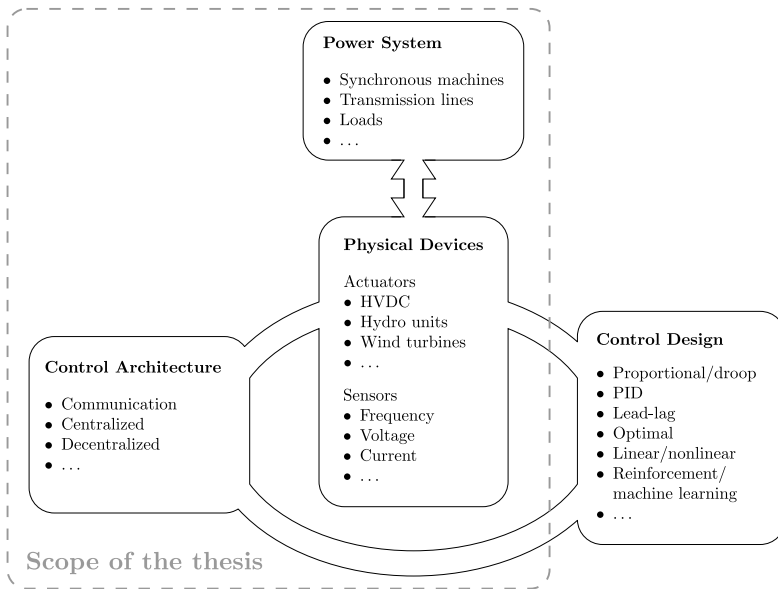 Power System
● Synchronous machines
● Transmission lines
● Loads
● ...
Physical Devices
Actuators
● HVDC
● Hydro units
● Wind turbines
● ...
Sensors
● Frequency
● Voltage
● Current
● ...
Control Architecture
● Communication
● Centralized
● Decentralized
● ...
Control Design
● Proportional/droop
● PID
● Lead-lag
● Optimal
● Linear/nonlinear
● Reinforcement/
machine learning
● ...
Scope of the thesis